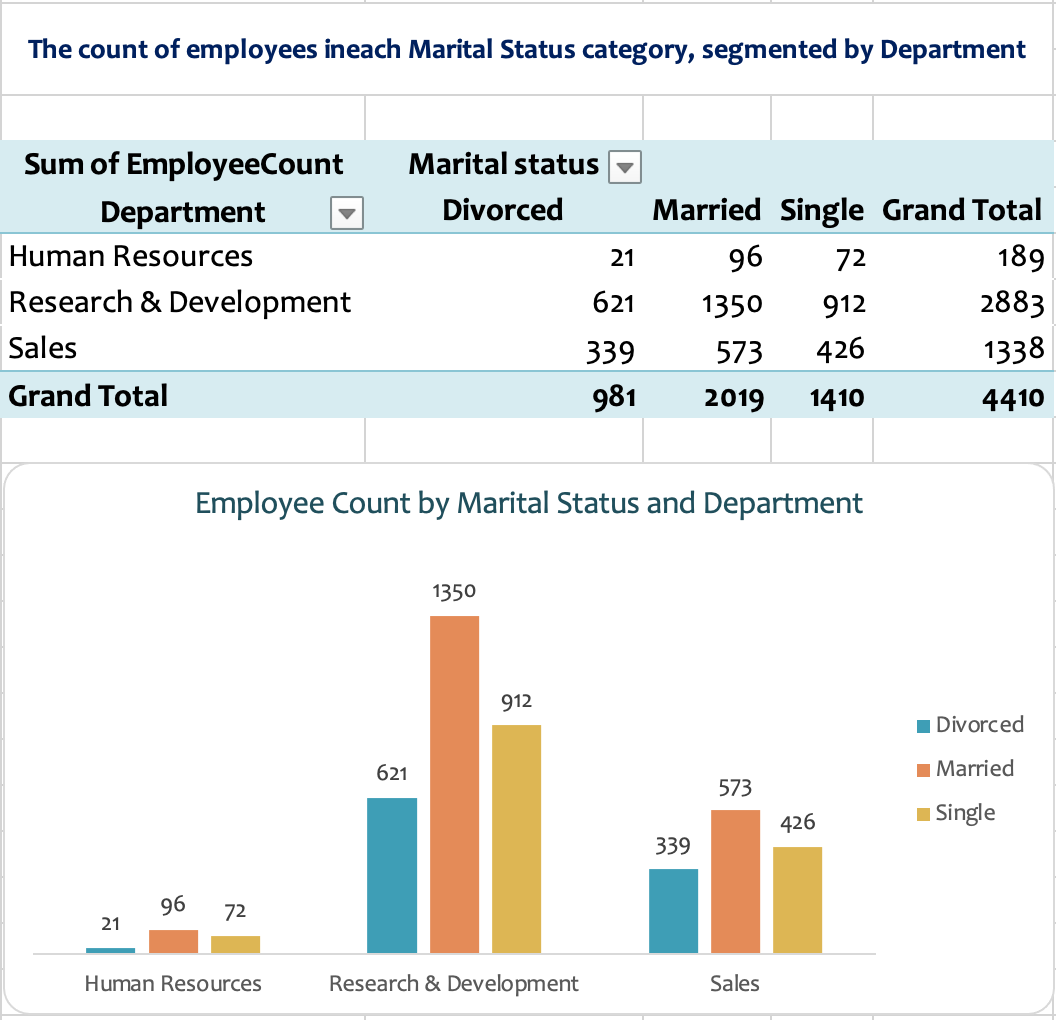 The count of employees ineach Marital Status category, segmented by Department
Sum of EmployeeCount Marital status
Department Divorced Married Single Grand Total
Human Resources 21 96 72 189
Research & Development 621 1350 912 2883
Sales 339 573 426 1338
Grand Total 981 2019 1410 4410
Employee Count by Marital Status and Department
1350
912
621
573
426
339
96
72
21
Divorced
Married
Single
Human Resources Research & Development Sales